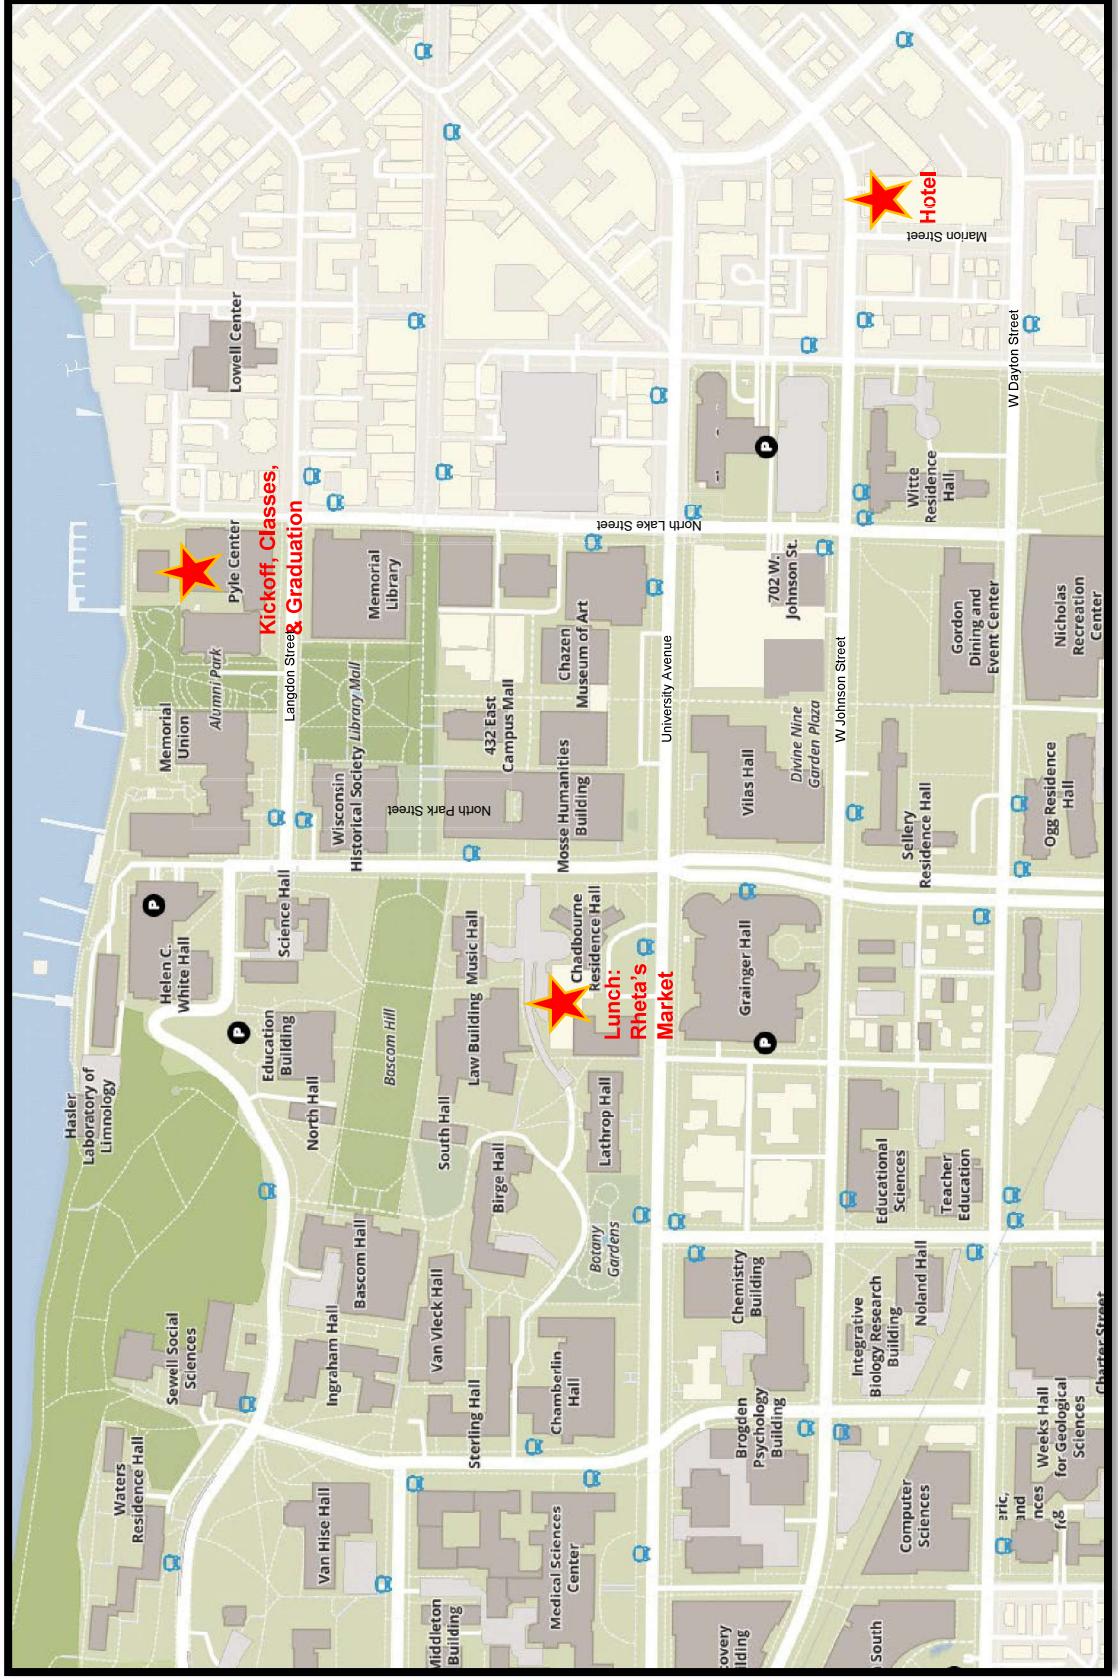 Hasler
Laboratory of
Limnology
Helen C.
White Hall
P
P
Memorial
Union
Alumni Park
Pyle Center
Kickoff, Classes,
& Graduation
Lowell Center
Waters
Residence Hall
Sewell Social
Sciences
Education
Building
North Hall
Science Hall
Langdon Street
Wisconsin
Historical Society
Library Mall
Memorial
Library
Van Hise Hall
Ingraham Hall
Bascom Hall
Bascom Hill
North Park Street
Middleton
Building
Sterling Hall
Van Vleck Hall
South Hall
Law Building
Music Hall
432 East
Campus Mall
Birge Hall
Medical Sciences
Center
Chamberlin
Hall
Botany
Gardens
Lathrop Hall
Chadbourne
Residence Hall
Lunch:
Rheta's
Market
Mosse Humanities
Building
Chazen
Museum of Art
North Lake Street
University Avenue
Brogden
Psychology
Building
Chemistry
Building
Grainger Hall
P
Vilas Hall
Divine Nine
Garden Plaza
702 W.
Johnson St.
P
W Johnson Street
Hotel
Marion Street
overy
ilding
South
Computer
Sciences
Integrative
Biology Research
Building
Noland Hall
Educational
Sciences
Teacher
Education
Sellery
Residence Hall
Gordon
Dining and
Event Center
Witte
Residence
Hall
W Dayton Street
eric,
and
nces
Weeks Hall
for Geological
Sciences
Charter Street
Ogg Residence
Hall
Nicholas
Recreation
Center